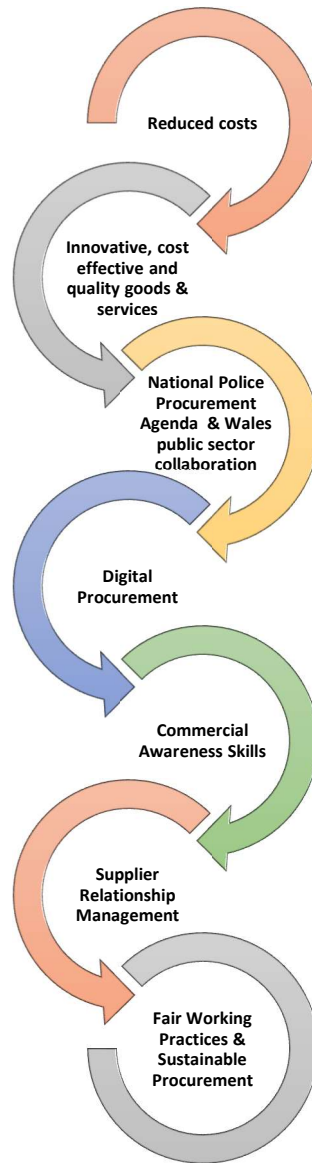 Reduced costs
Innovative, cost
effective and
quality goods &
services
National Police
Procurement
Agenda & Wales
public sector
collaboration
Digital
Procurement
Commercial
Awareness Skills
Supplier
Relationship
Management
Fair Working
Practices &
Sustainable
Procurement